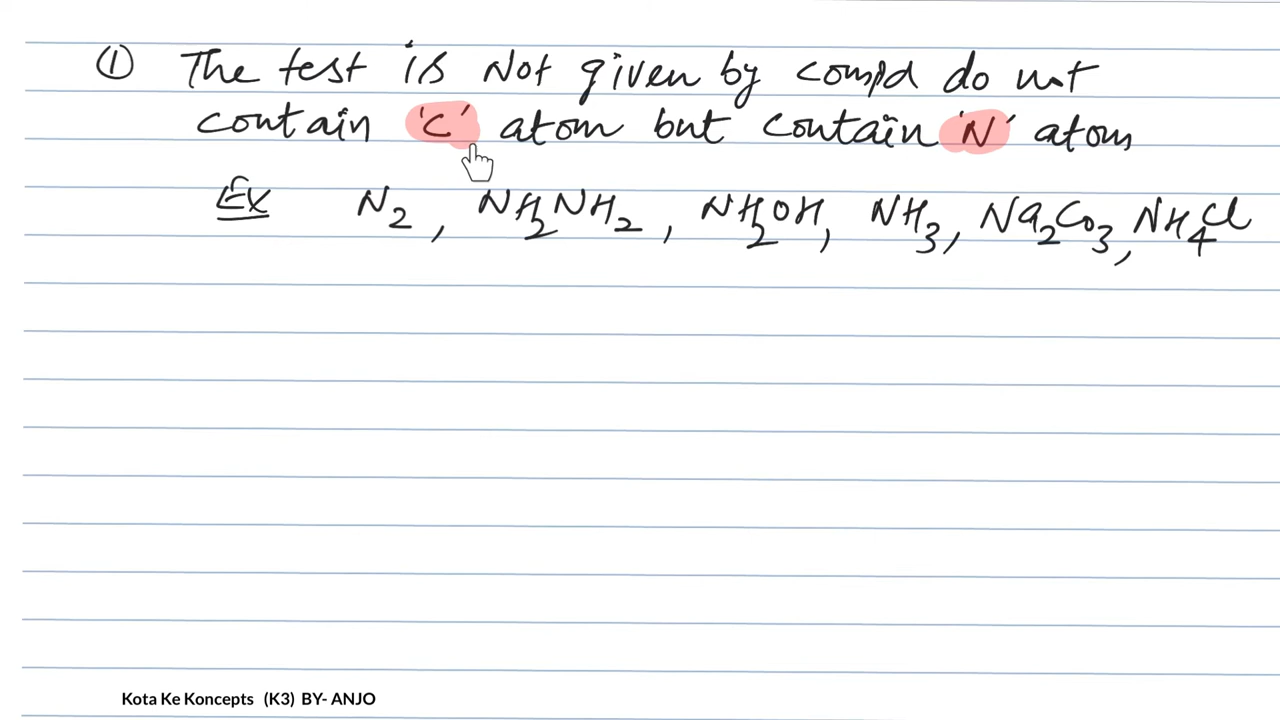 ① The test is Not given by compd do not
contain 'C' atom but contain 'N' atom
Ex N₂, NH₂NH₂, NH₂OH, NH₃, Na₂Co₃, NH₄Cl
Kota Ke Koncepts (K3) BY- ANJO